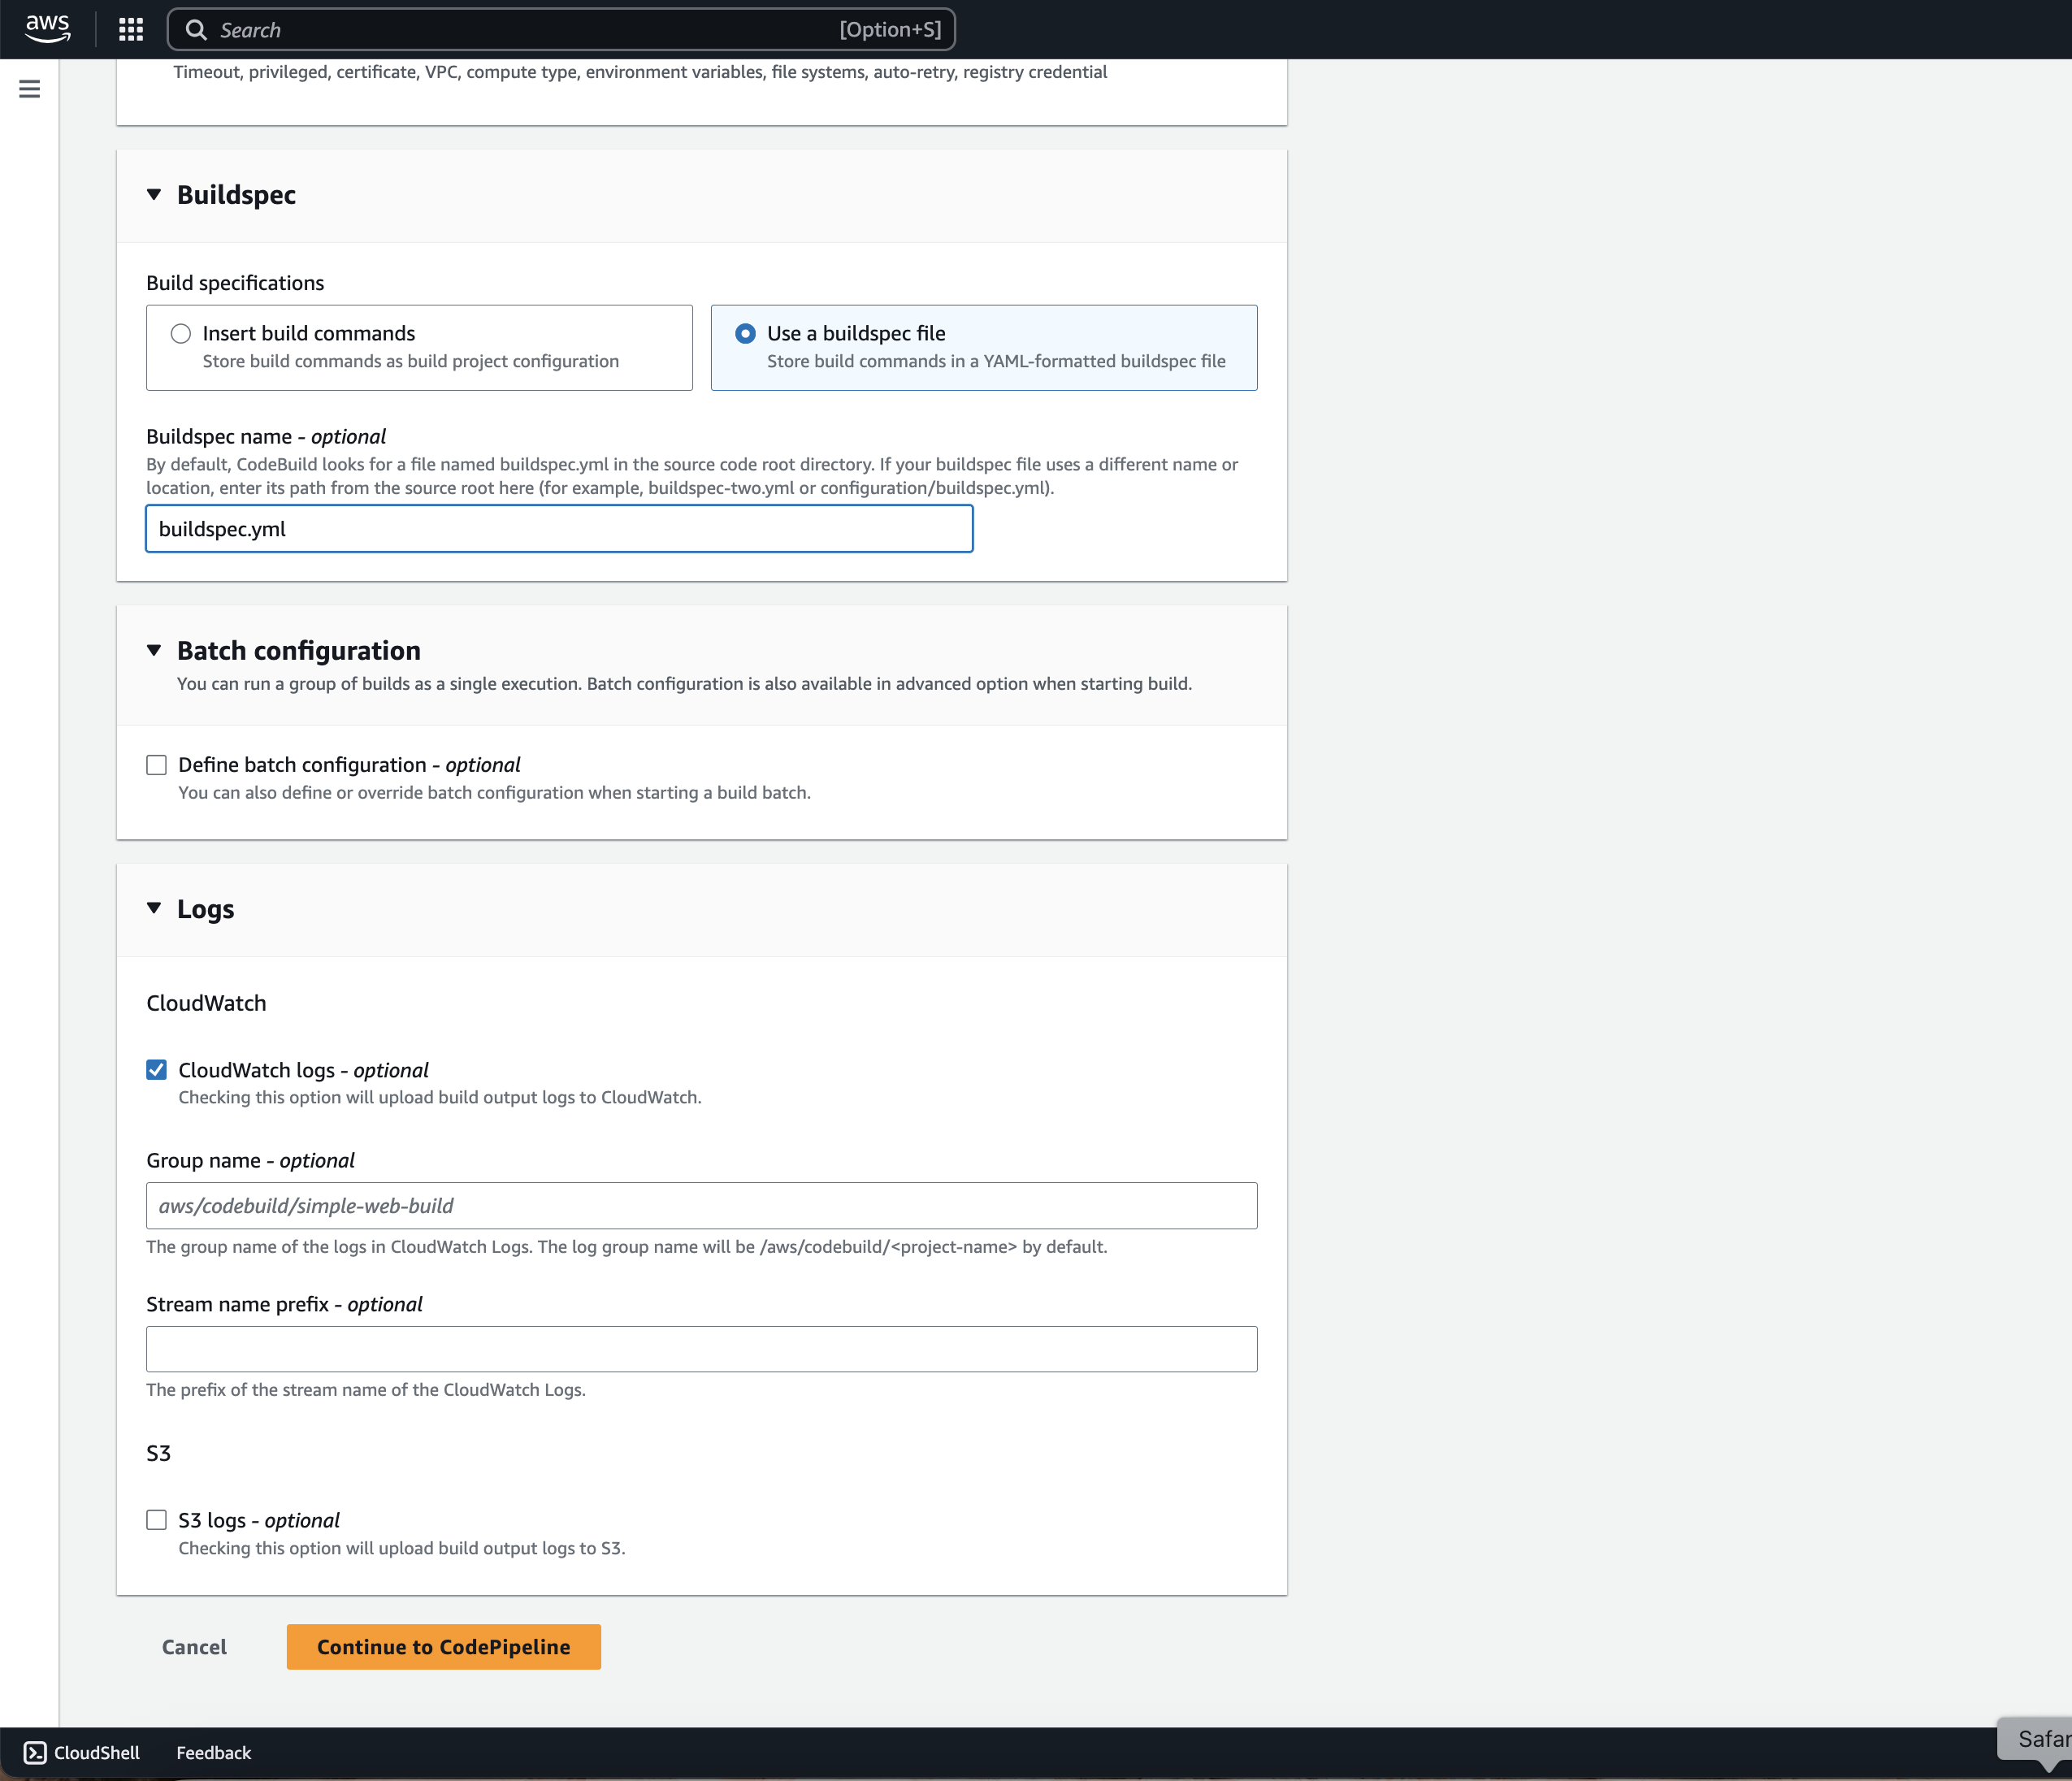 aws
Search [Option+S]
Timeout, privileged, certificate, VPC, compute type, environment variables, file systems, auto-retry, registry credential
Buildspec
Build specifications
Insert build commands
Store build commands as build project configuration
Use a buildspec file
Store build commands in a YAML-formatted buildspec file
Buildspec name - optional
By default, CodeBuild looks for a file named buildspec.yml in the source code root directory. If your buildspec file uses a different name or
location, enter its path from the source root here (for example, buildspec-two.yml or configuration/buildspec.yml).
buildspec.yml
Batch configuration
You can run a group of builds as a single execution. Batch configuration is also available in advanced option when starting build.
Define batch configuration - optional
You can also define or override batch configuration when starting a build batch.
Logs
CloudWatch
CloudWatch logs - optional
Checking this option will upload build output logs to CloudWatch.
Group name - optional
aws/codebuild/simple-web-build
The group name of the logs in CloudWatch Logs. The log group name will be /aws/codebuild/<project-name> by default.
Stream name prefix - optional
The prefix of the stream name of the CloudWatch Logs.
S3
S3 logs - optional
Checking this option will upload build output logs to S3.
Cancel Continue to CodePipeline
CloudShell Feedback